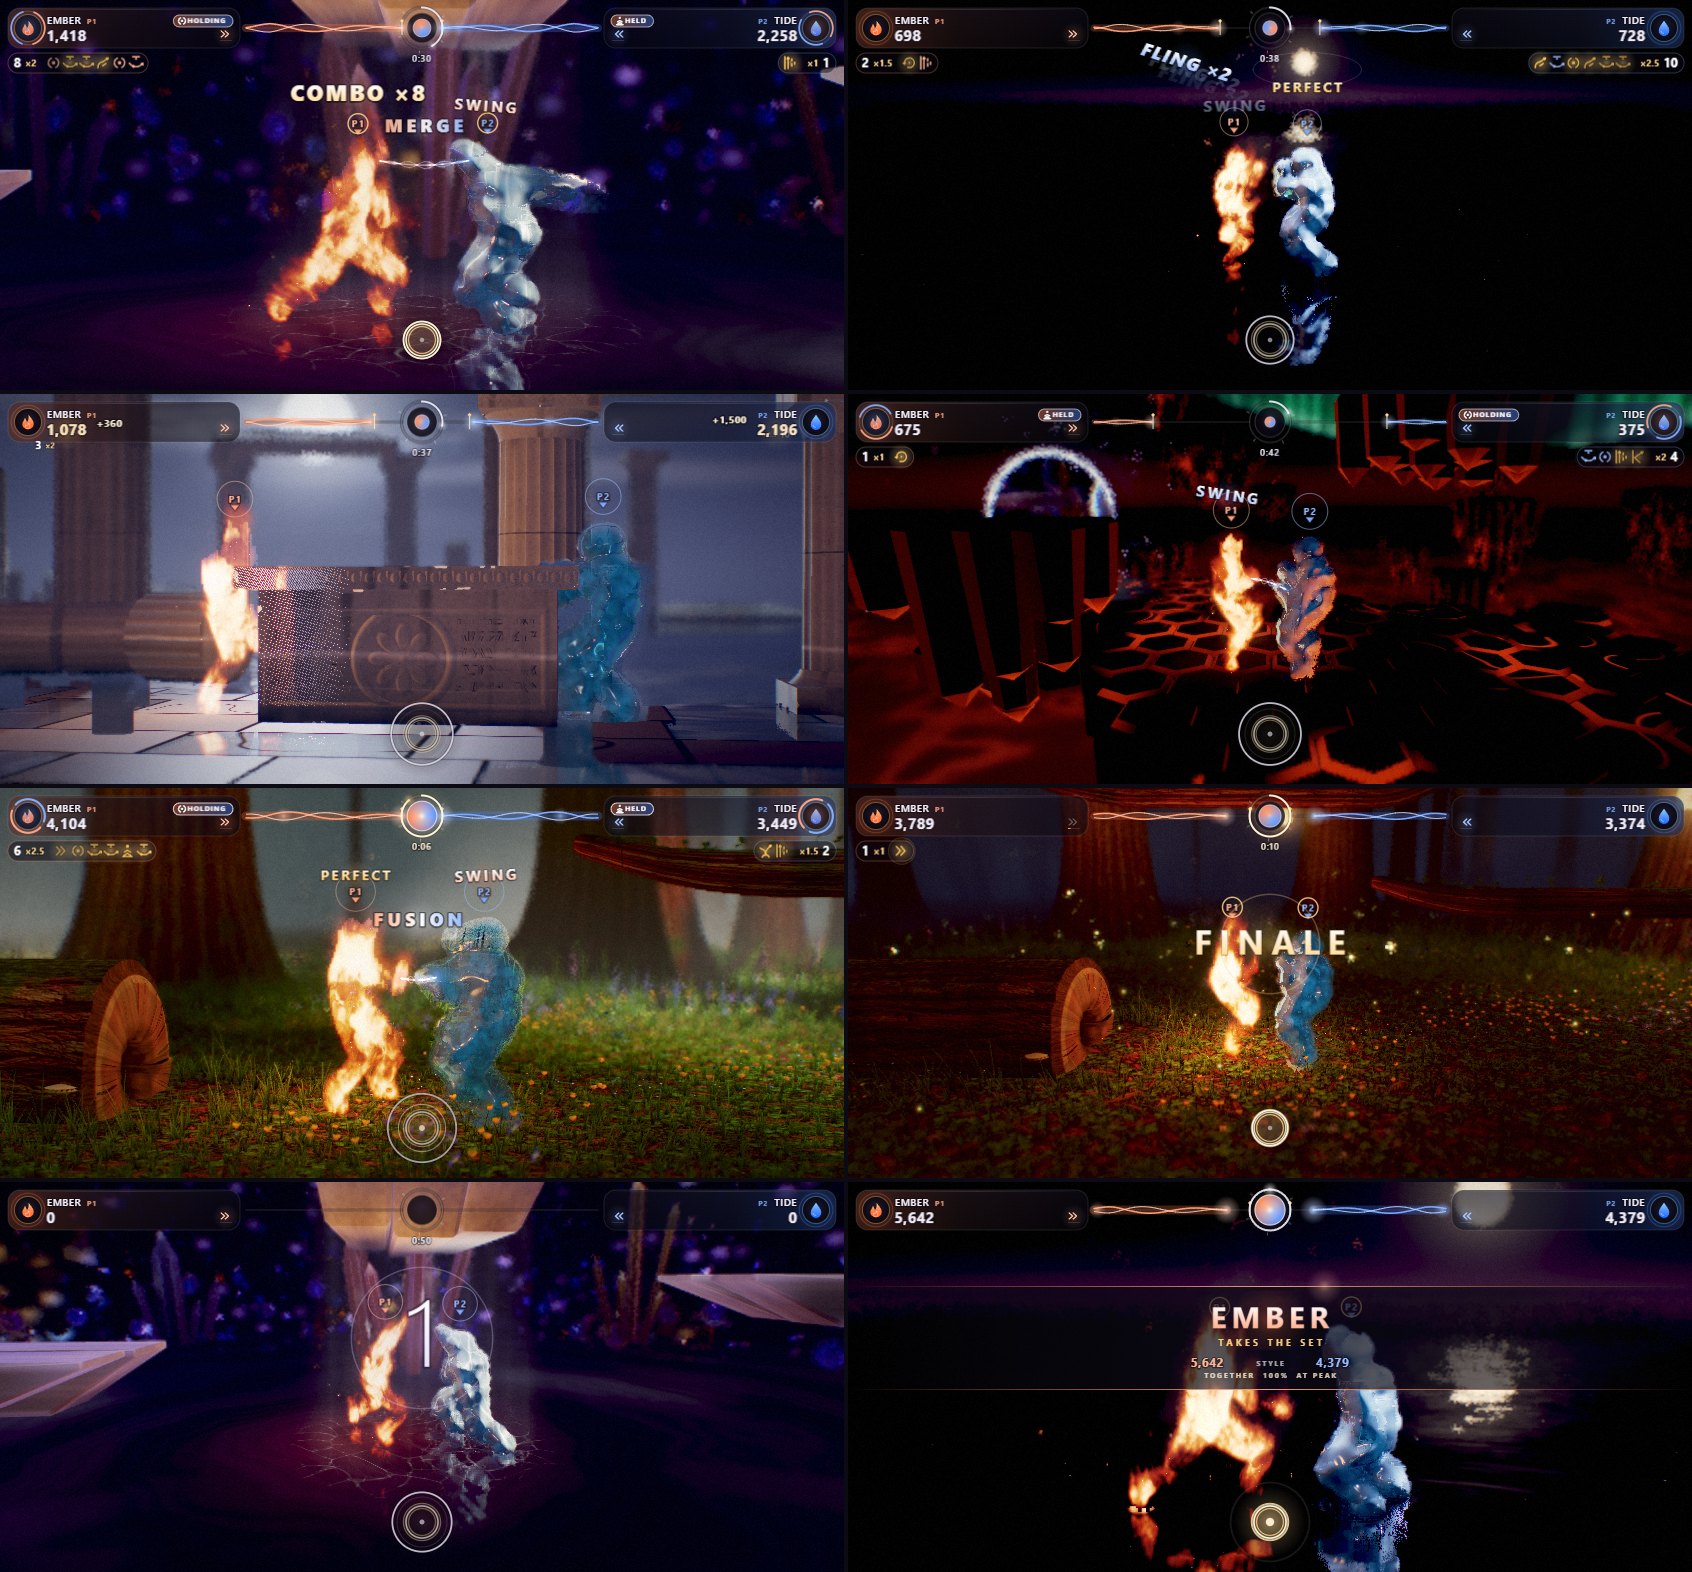 EMBER P1
1,418
HOLDING
0:30
HELD
P2 TIDE
2,258
8 x2
x1 1
COMBO ×8
SWING
P1
MERGE
P2
EMBER P1
698
0:38
P2 TIDE
728
2 x1.5
x2.5 10
FLING ×2
SWING
PERFECT
P1
P2
EMBER P1
1,078
+360
3 x2
0:37
+1,500
P2 TIDE
2,196
P1
P2
EMBER P1
675
HELD
0:42
HOLDING
P2 TIDE
375
1 x1
x2 4
SWING
P1
P2
EMBER P1
4,104
HOLDING
0:06
HELD
P2 TIDE
3,449
6 x2.5
x1.5 2
PERFECT
SWING
P1
P2
FUSION
EMBER P1
3,789
0:10
P2 TIDE
3,374
1 x1
P1
P2
FINALE
EMBER P1
0
0:50
P2 TIDE
0
P1
1
P2
EMBER P1
5,642
P2 TIDE
4,379
P2
EMBER
TAKES THE SET
5,642 STYLE 4,379
TOGETHER 100% AT PEAK